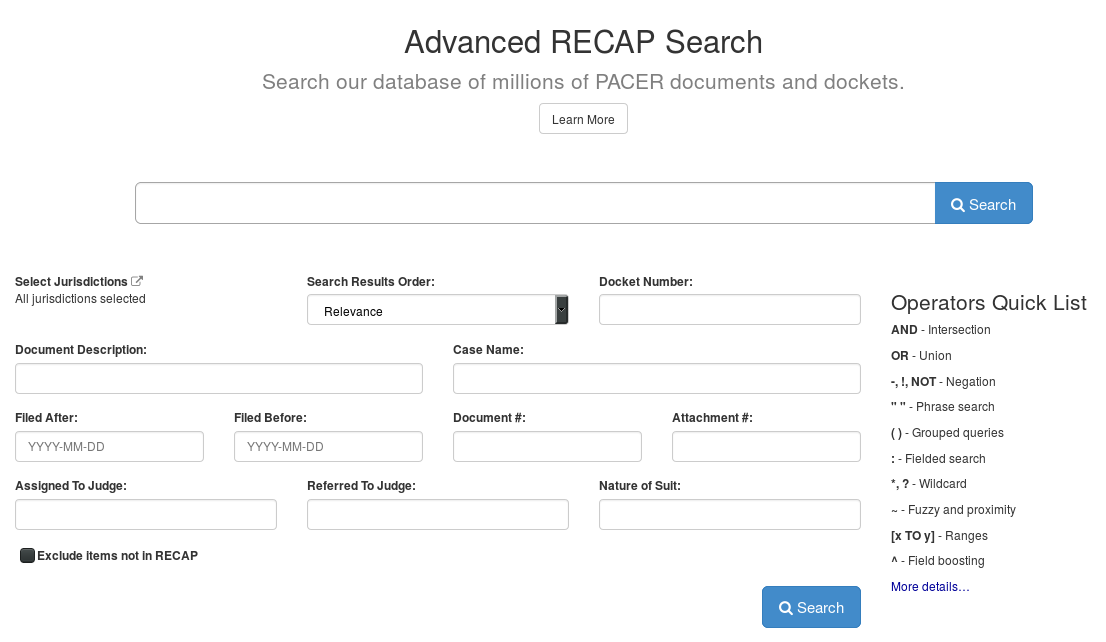 Advanced RECAP Search
Search our database of millions of PACER documents and dockets.
Learn More
Search
Select Jurisdictions
All jurisdictions selected
Search Results Order:
Relevance
Docket Number:
Document Description:
Case Name:
Filed After:
YYYY-MM-DD
Filed Before:
YYYY-MM-DD
Document #:
Attachment #:
Assigned To Judge:
Referred To Judge:
Nature of Suit:
Exclude items not in RECAP
Search
Operators Quick List
AND - Intersection
OR - Union
-, !, NOT - Negation
" " - Phrase search
( ) - Grouped queries
: - Fielded search
*, ? - Wildcard
~ - Fuzzy and proximity
[x TO y] - Ranges
^ - Field boosting
More details…